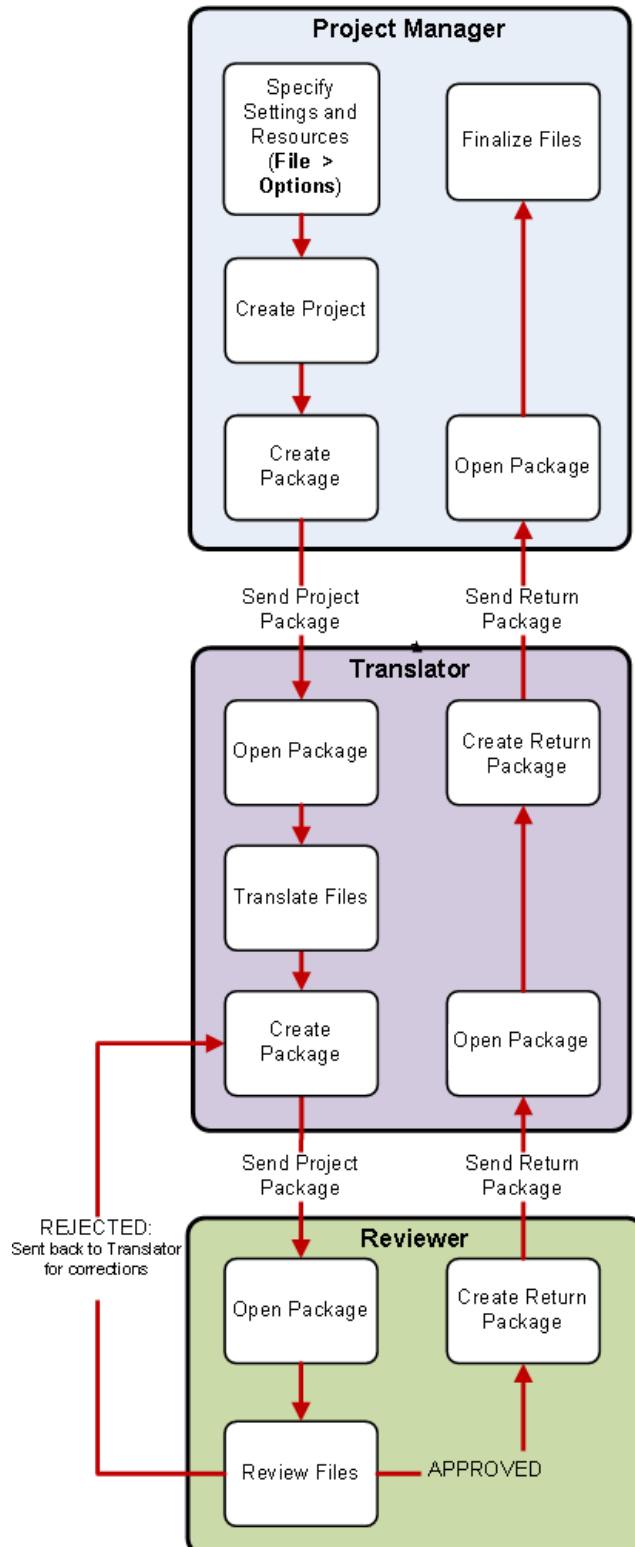 Project Manager
Specify
Settings and
Resources
(File >
Options)
Finalize Files
Create Project
Create
Package
Open Package
Send Project
Package
Send Return
Package
Translator
Open Package
Create Return
Package
Translate Files
Create
Package
Open Package
Send Project
Package
Send Return
Package
REJECTED:
Sent back to Translator
for corrections
Reviewer
Open Package
Create Return
Package
Review Files
APPROVED